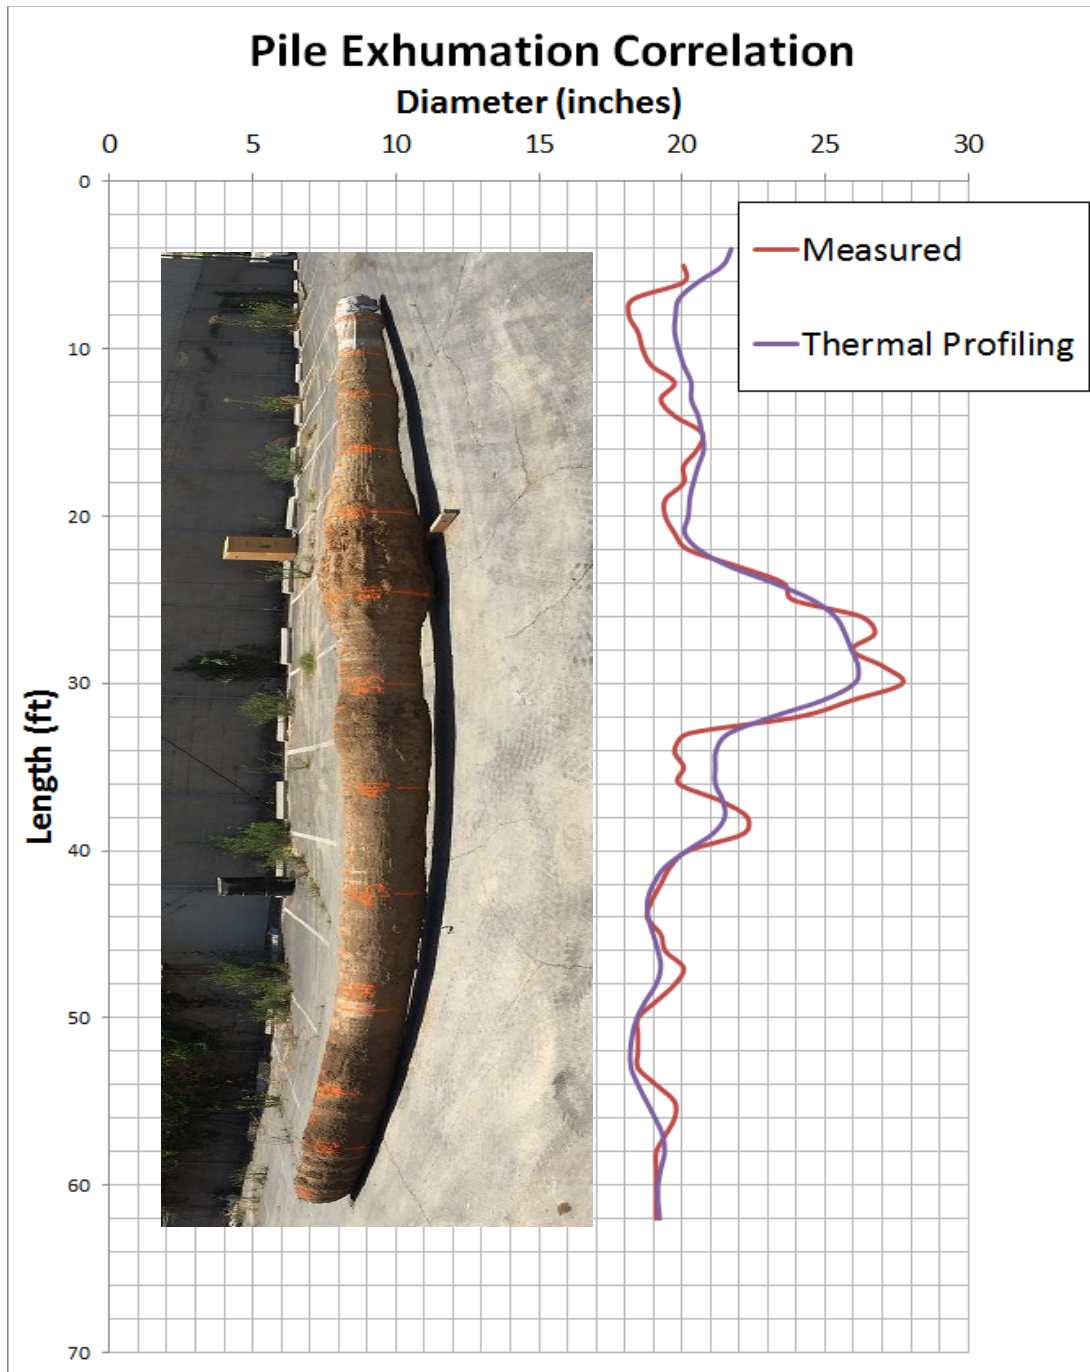 Pile Exhumation Correlation
Diameter (inches)
0 5 10 15 20 25 30
0
Measured
Thermal Profiling
10
20
30
Length (ft)
40
50
60
70